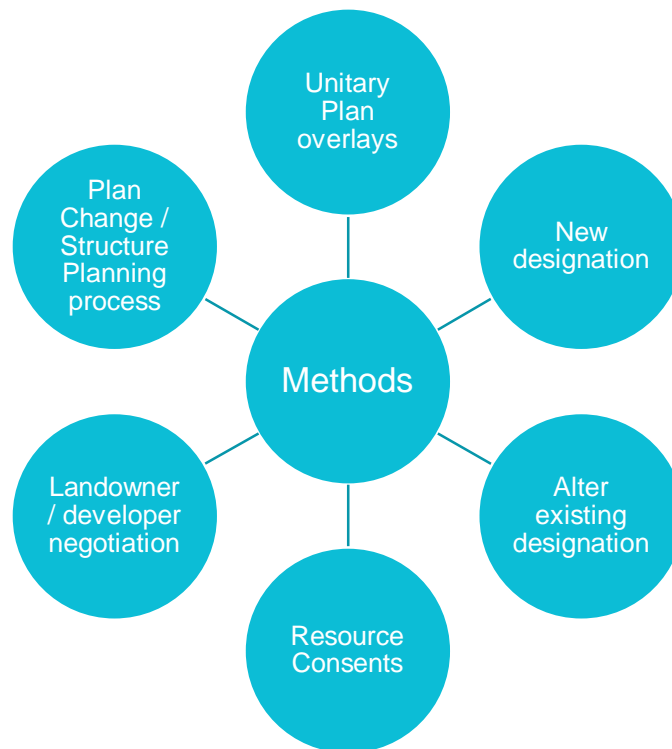 Unitary
Plan
overlays
Plan
Change /
Structure
Planning
process
New
designation
Methods
Landowner
/ developer
negotiation
Alter
existing
designation
Resource
Consents